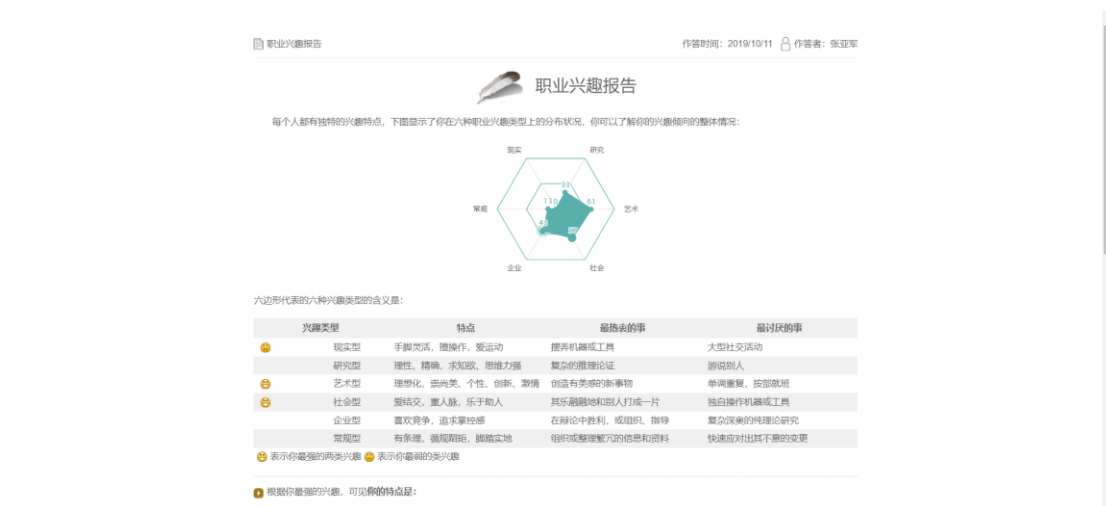 职业兴趣报告 作答时间：2019/10/11 作答者：张亚军
职业兴趣报告
每个人都有独特的兴趣特点，下图显示了你在六种职业兴趣类型上的分布状况。你可以了解你的兴趣倾向的整体情况：
现实 研究
33
常规 13 0 61 艺术
企业 社会
六边形代表的六种兴趣类型的含义是：
兴趣类型 特点 最热衷的事 最讨厌的事
现实型 手脚灵活，擅操作，爱运动 摆弄机器或工具 大型社交活动
研究型 理性、精确、求知欲、思维力强 复杂的推理论证 游说别人
艺术型 理想化、崇尚美、个性、创新、激情 创造有美感的新事物 单调重复，按部就班
社会型 爱结交，重人脉，乐于助人 其乐融融地和别人打成一片 独自操作机器或工具
企业型 喜欢竞争，追求掌控感 在辩论中胜利，或组织、指导 复杂深奥的纯理论研究
常规型 有条理，循规蹈矩，脚踏实地 组织或整理繁冗的信息和资料 快速应对出其不意的变更
表示你最强的两类兴趣 表示你最弱的类兴趣
根据你最强的兴趣，可见你的特点是：